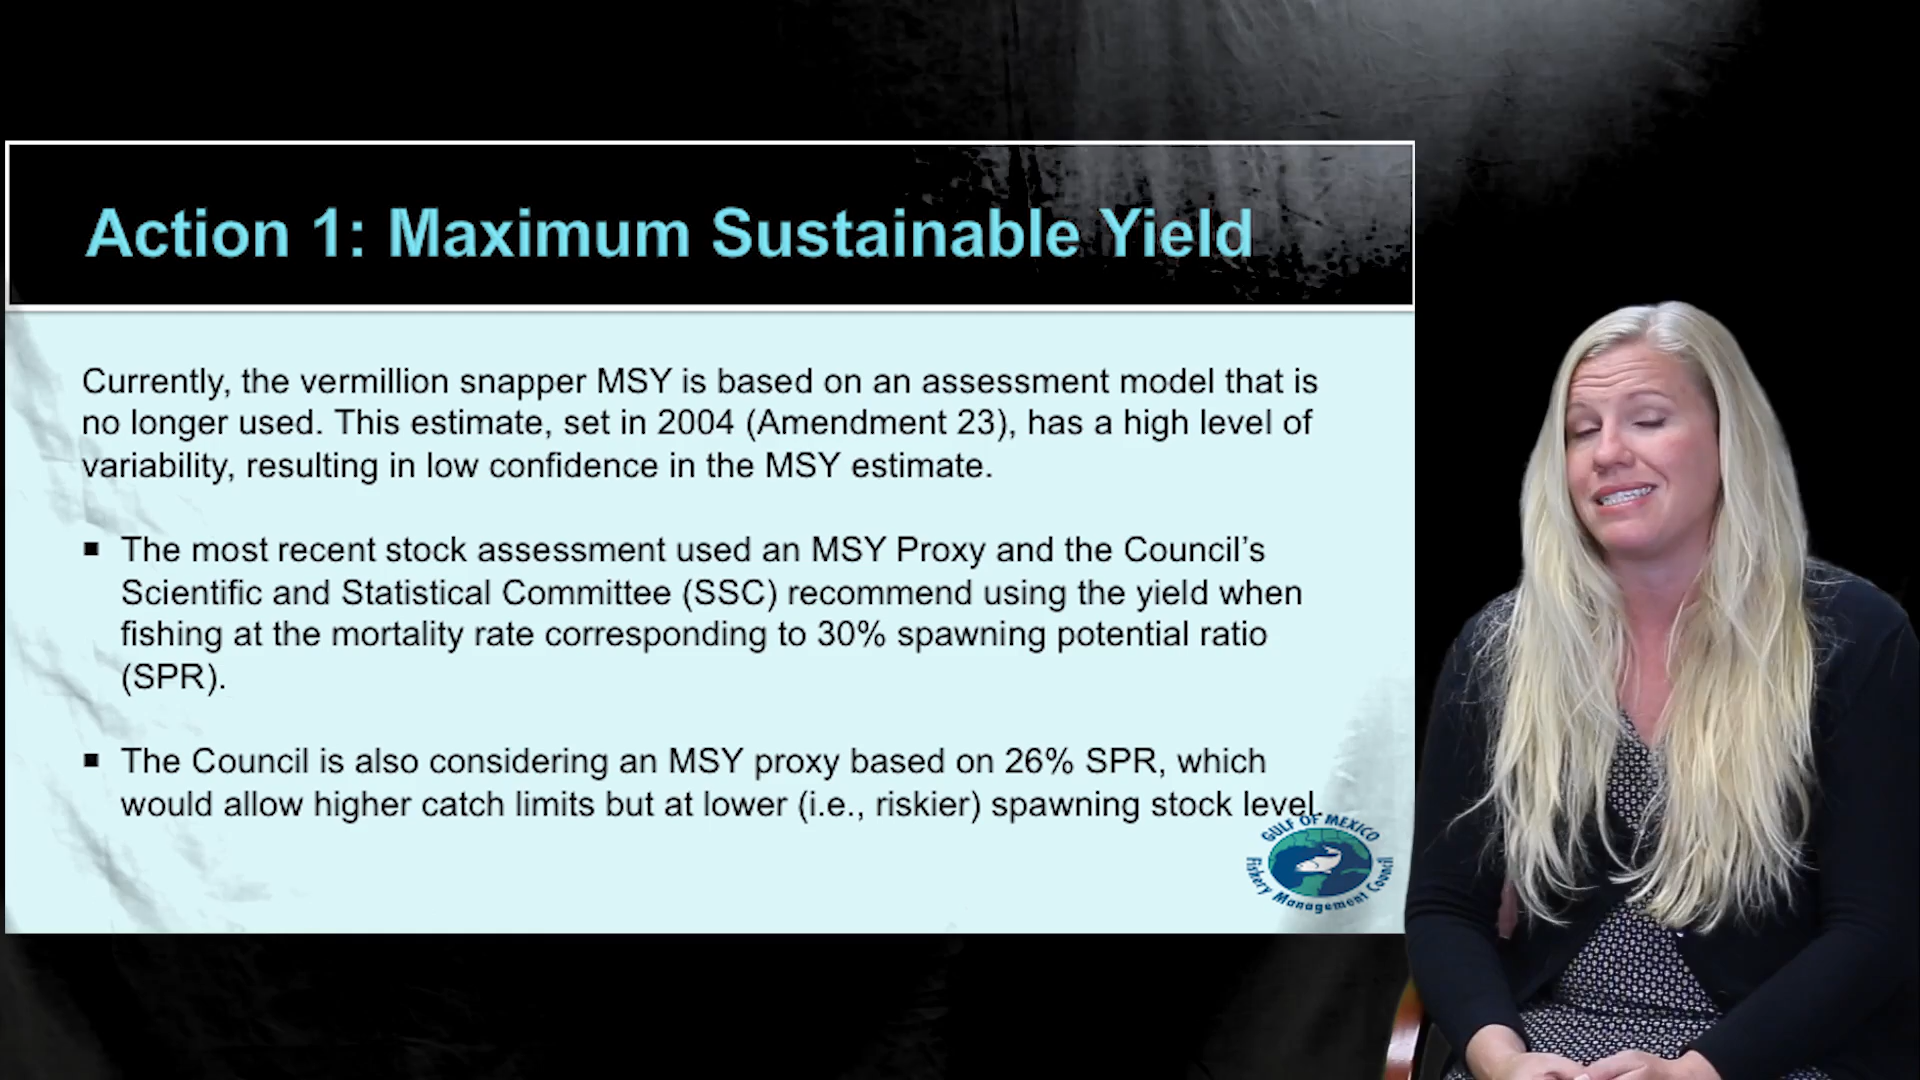 Action 1: Maximum Sustainable Yield
Currently, the vermillion snapper MSY is based on an assessment model that is
no longer used. This estimate, set in 2004 (Amendment 23), has a high level of
variability, resulting in low confidence in the MSY estimate.
▪ The most recent stock assessment used an MSY Proxy and the Council’s
Scientific and Statistical Committee (SSC) recommend using the yield when
fishing at the mortality rate corresponding to 30% spawning potential ratio
(SPR).
▪ The Council is also considering an MSY proxy based on 26% SPR, which
would allow higher catch limits but at lower (i.e., riskier) spawning stock level.
GULF OF MEXICO
Fishery Management Council